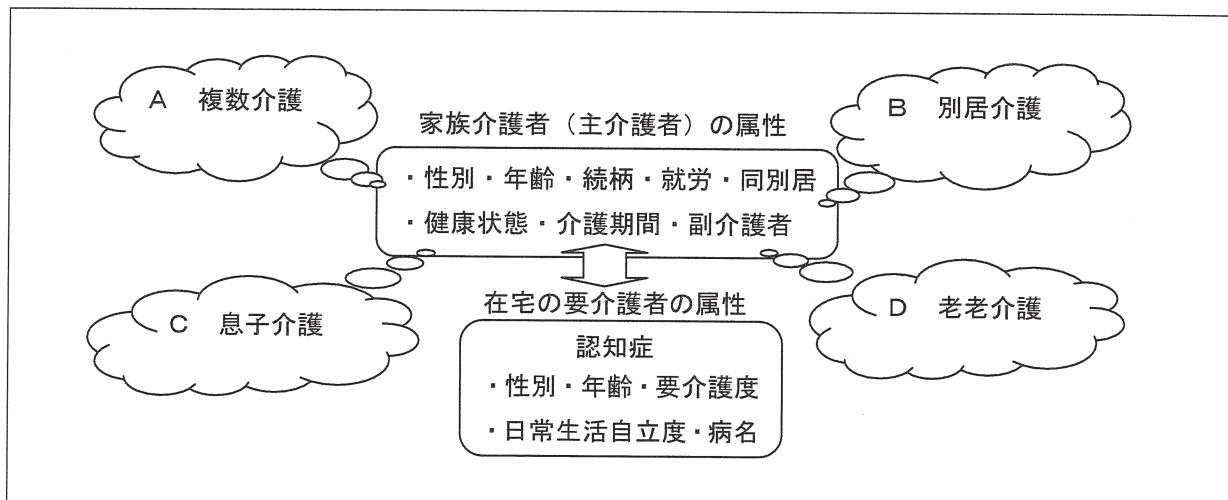 A 複数介護
B 別居介護
家族介護者（主介護者）の属性
・性別・年齢・続柄・就労・同別居
・健康状態・介護期間・副介護者
C 息子介護
D 老老介護
在宅の要介護者の属性
認知症
・性別・年齢・要介護度
・日常生活自立度・病名